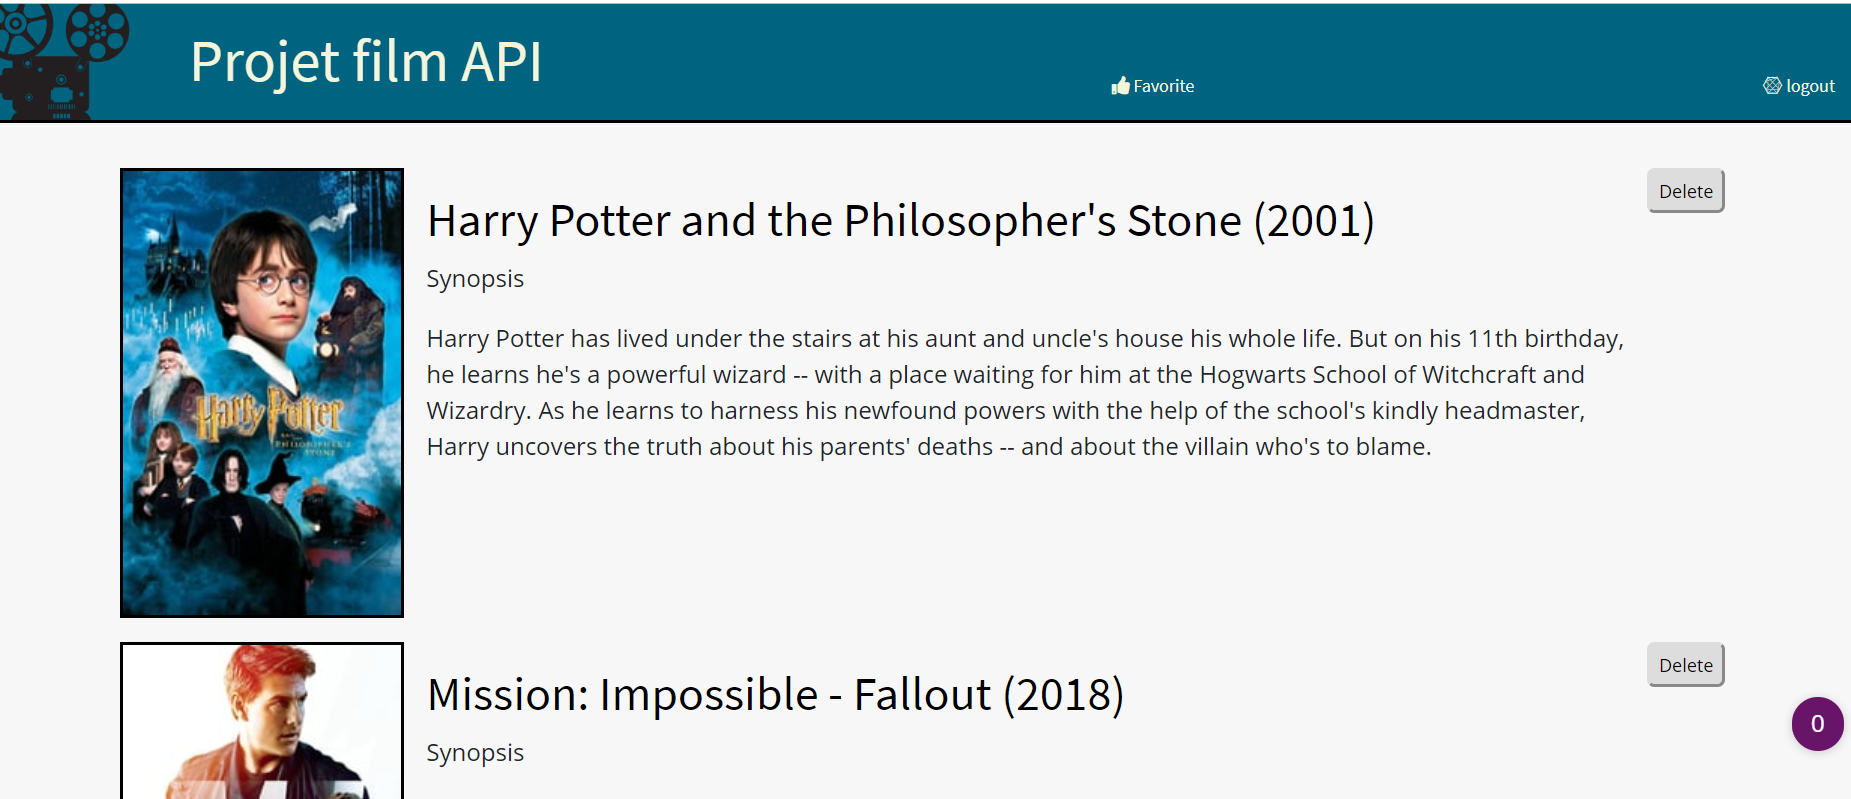 Projet film API
Favorite
logout
Harry Potter and the Philosopher's Stone (2001)
Delete
Synopsis
Harry Potter has lived under the stairs at his aunt and uncle's house his whole life. But on his 11th birthday,
he learns he's a powerful wizard -- with a place waiting for him at the Hogwarts School of Witchcraft and
Wizardry. As he learns to harness his newfound powers with the help of the school's kindly headmaster,
Harry uncovers the truth about his parents' deaths -- and about the villain who's to blame.
Harry Potter
AND THE
PHILOSOPHER'S
STONE
Mission: Impossible - Fallout (2018)
Delete
Synopsis
0